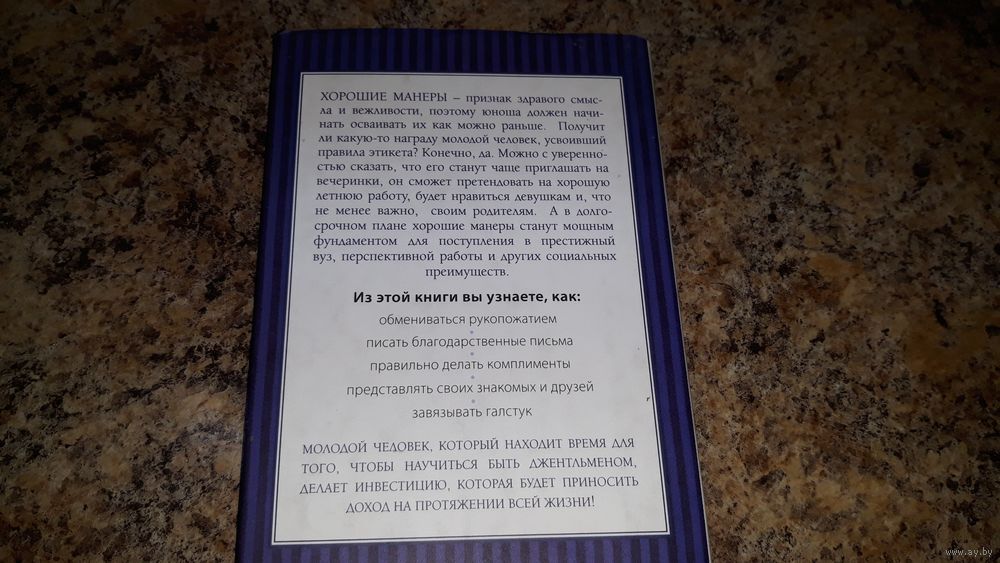 ХОРОШИЕ МАНЕРЫ – признак здравого смыс-
ла и вежливости, поэтому юноша должен начи-
нать осваивать их как можно раньше. Получит
ли какую-то награду молодой человек, усвоивший
правила этикета? Конечно, да. Можно с уверенно-
стью сказать, что его станут чаще приглашать на
вечеринки, он сможет претендовать на хорошую
летнюю работу, будет нравиться девушкам и, что
не менее важно, своим родителям. А в долго-
срочном плане хорошие манеры станут мощным
фундаментом для поступления в престижный
вуз, перспективной работы и других социальных
преимуществ.
Из этой книги вы узнаете, как:
обмениваться рукопожатием
писать благодарственные письма
правильно делать комплименты
представлять своих знакомых и друзей
завязывать галстук
МОЛОДОЙ ЧЕЛОВЕК, КОТОРЫЙ НАХОДИТ ВРЕМЯ ДЛЯ
ТОГО, ЧТОБЫ НАУЧИТЬСЯ БЫТЬ ДЖЕНТЛЬМЕНОМ,
ДЕЛАЕТ ИНВЕСТИЦИЮ, КОТОРАЯ БУДЕТ ПРИНОСИТЬ
ДОХОД НА ПРОТЯЖЕНИИ ВСЕЙ ЖИЗНИ!
www.ay.by